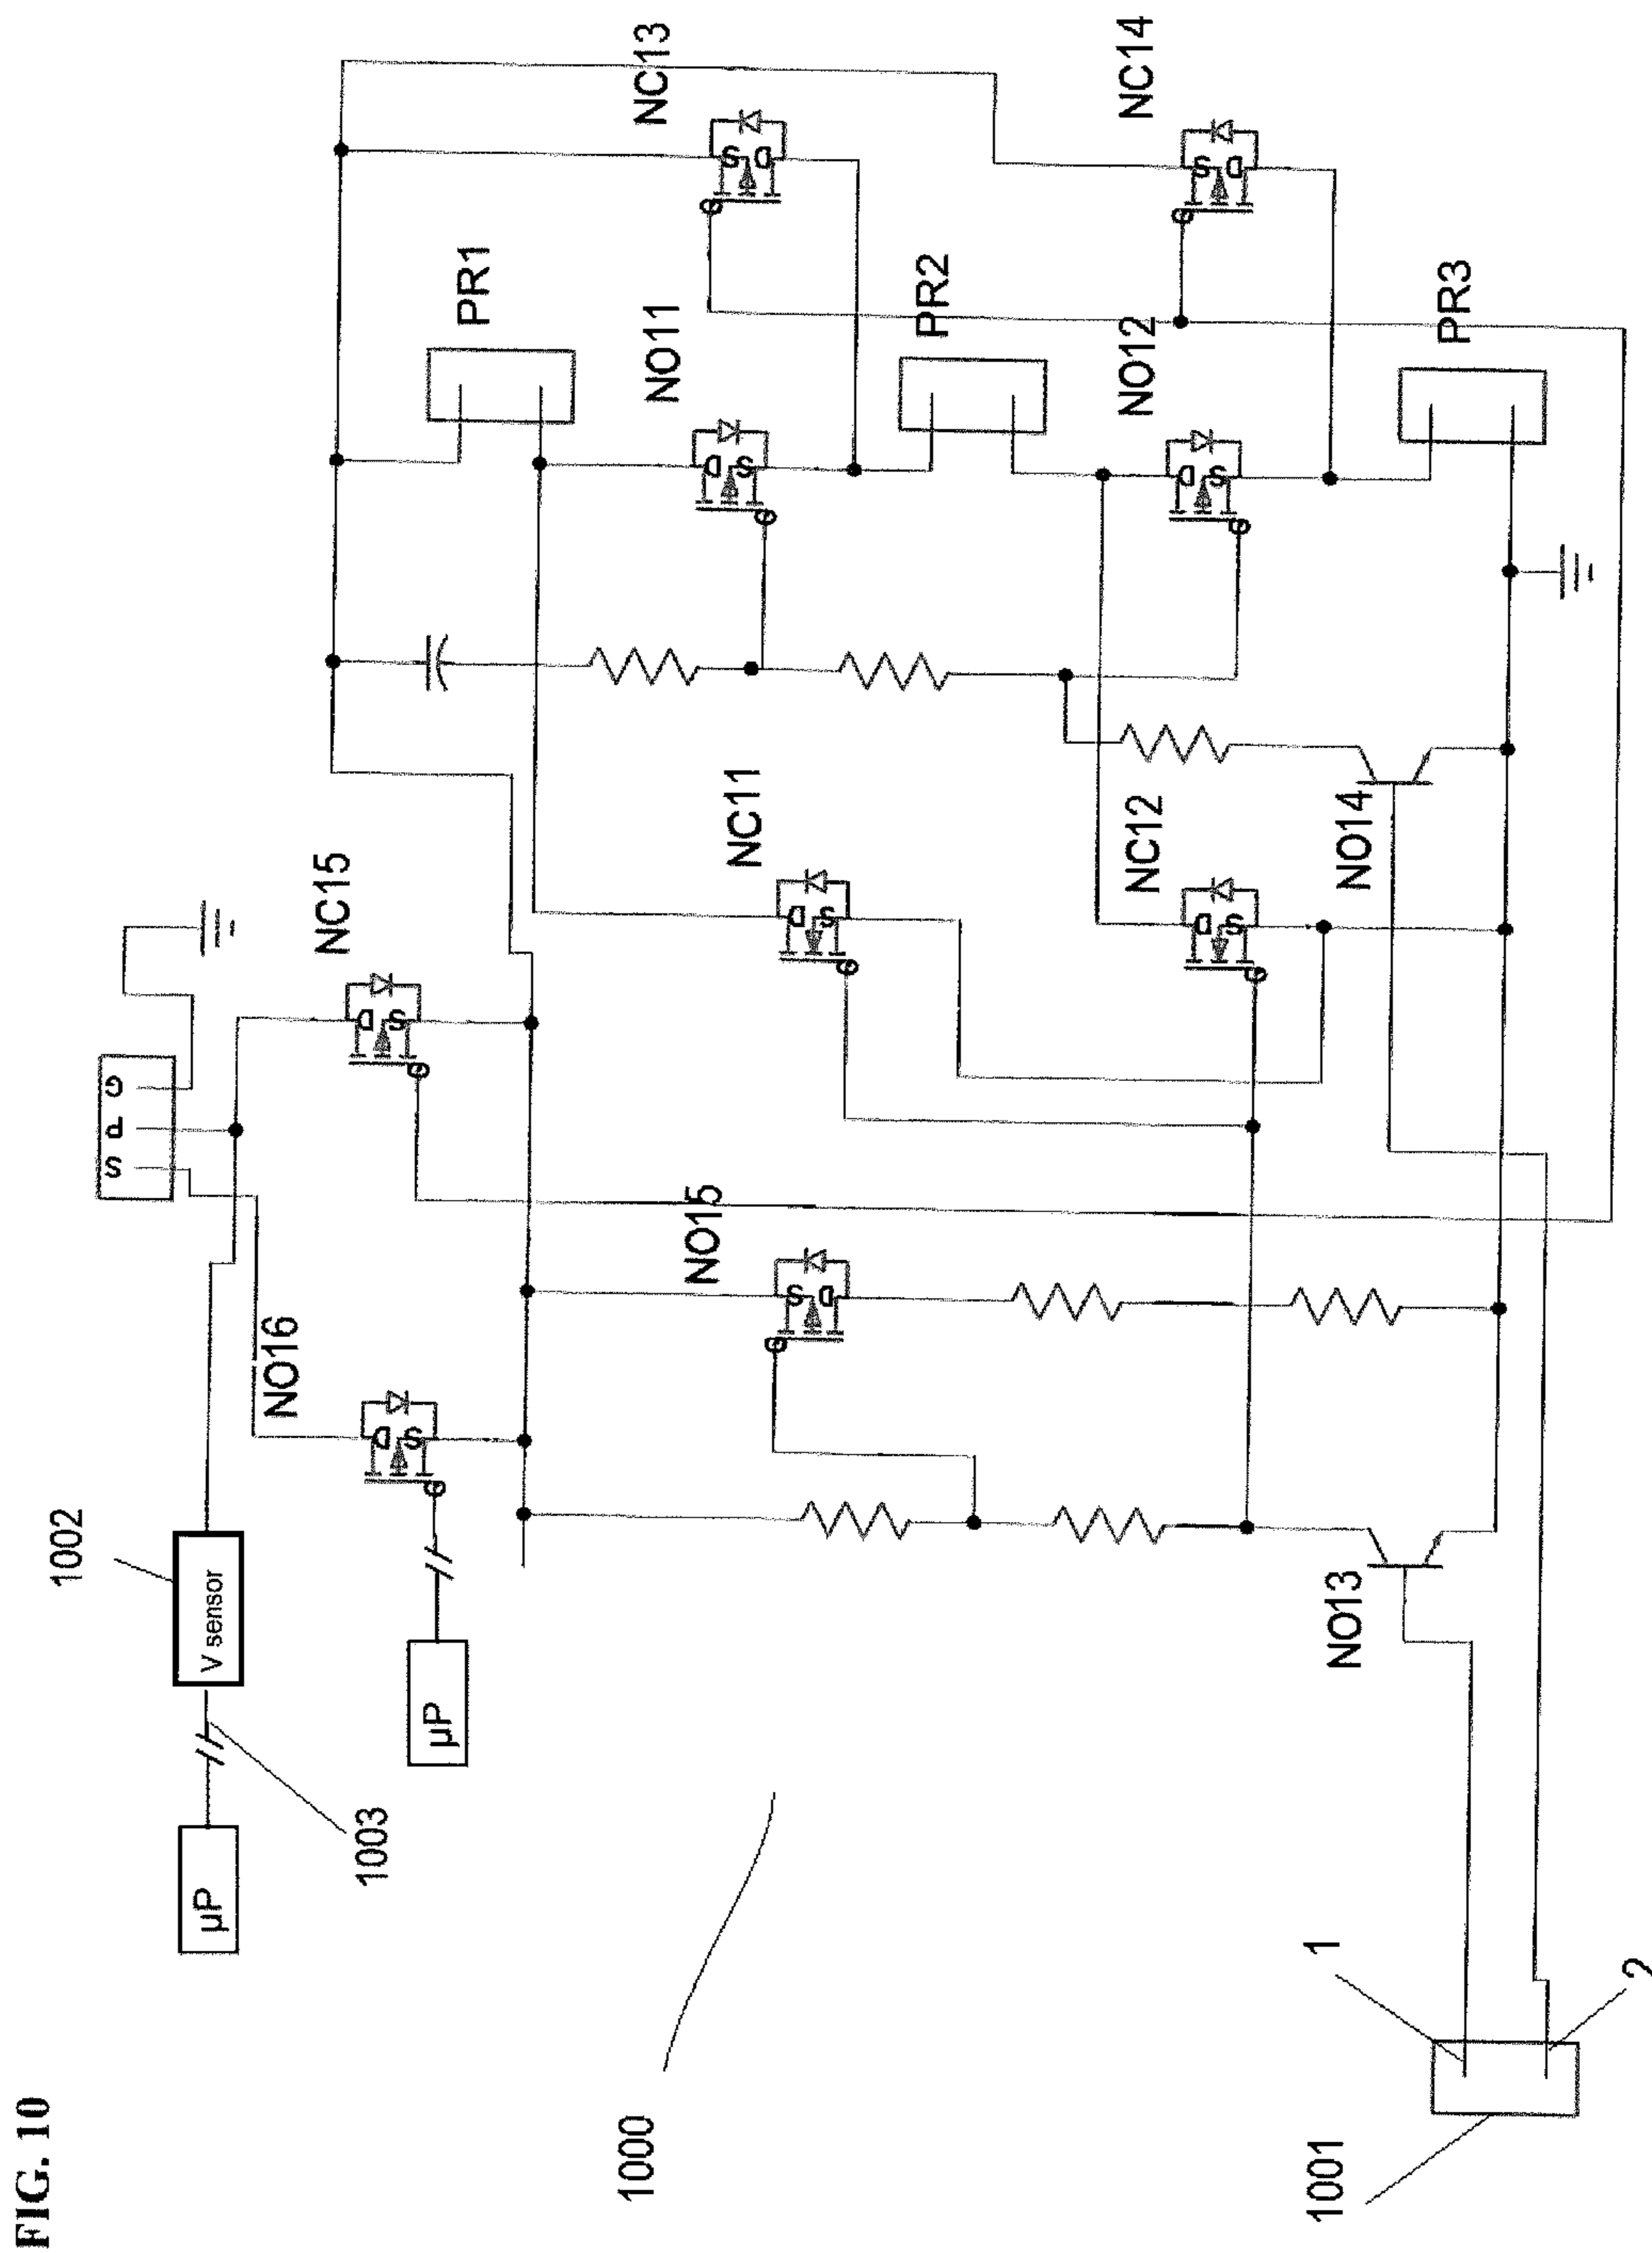 FIG. 10
1000
1001
1
2
1002
1003
µP
V sensor
µP
S P G
NO16
NC15
NO15
NO13
NC11
NC12
NO14
PR1
NO11
NC13
PR2
NO12
NC14
PR3
G D S
G D S
G S D
G D S
G D S
G D S
G D S
G S D
G S D